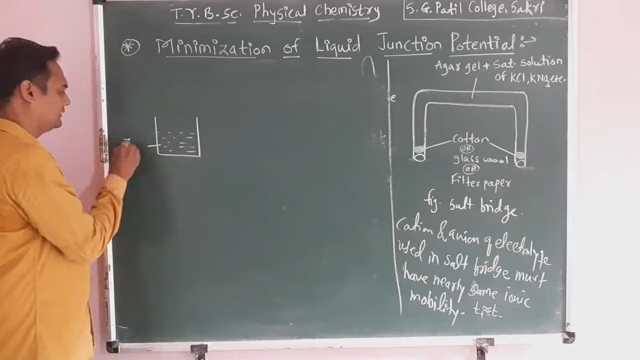 T.Y.B.Sc. Physical Chemistry
S. G. Patil College, Sakri
* Minimization of Liquid Junction Potential :→
Agar gel + Sat. solution
of KCl, KNO3 etc.
Cotton
OR
glass wool
OR
Filter paper
fig. Salt bridge.
Cation & anion of electrolyte
used in salt bridge must
have nearly same ionic
mobility.